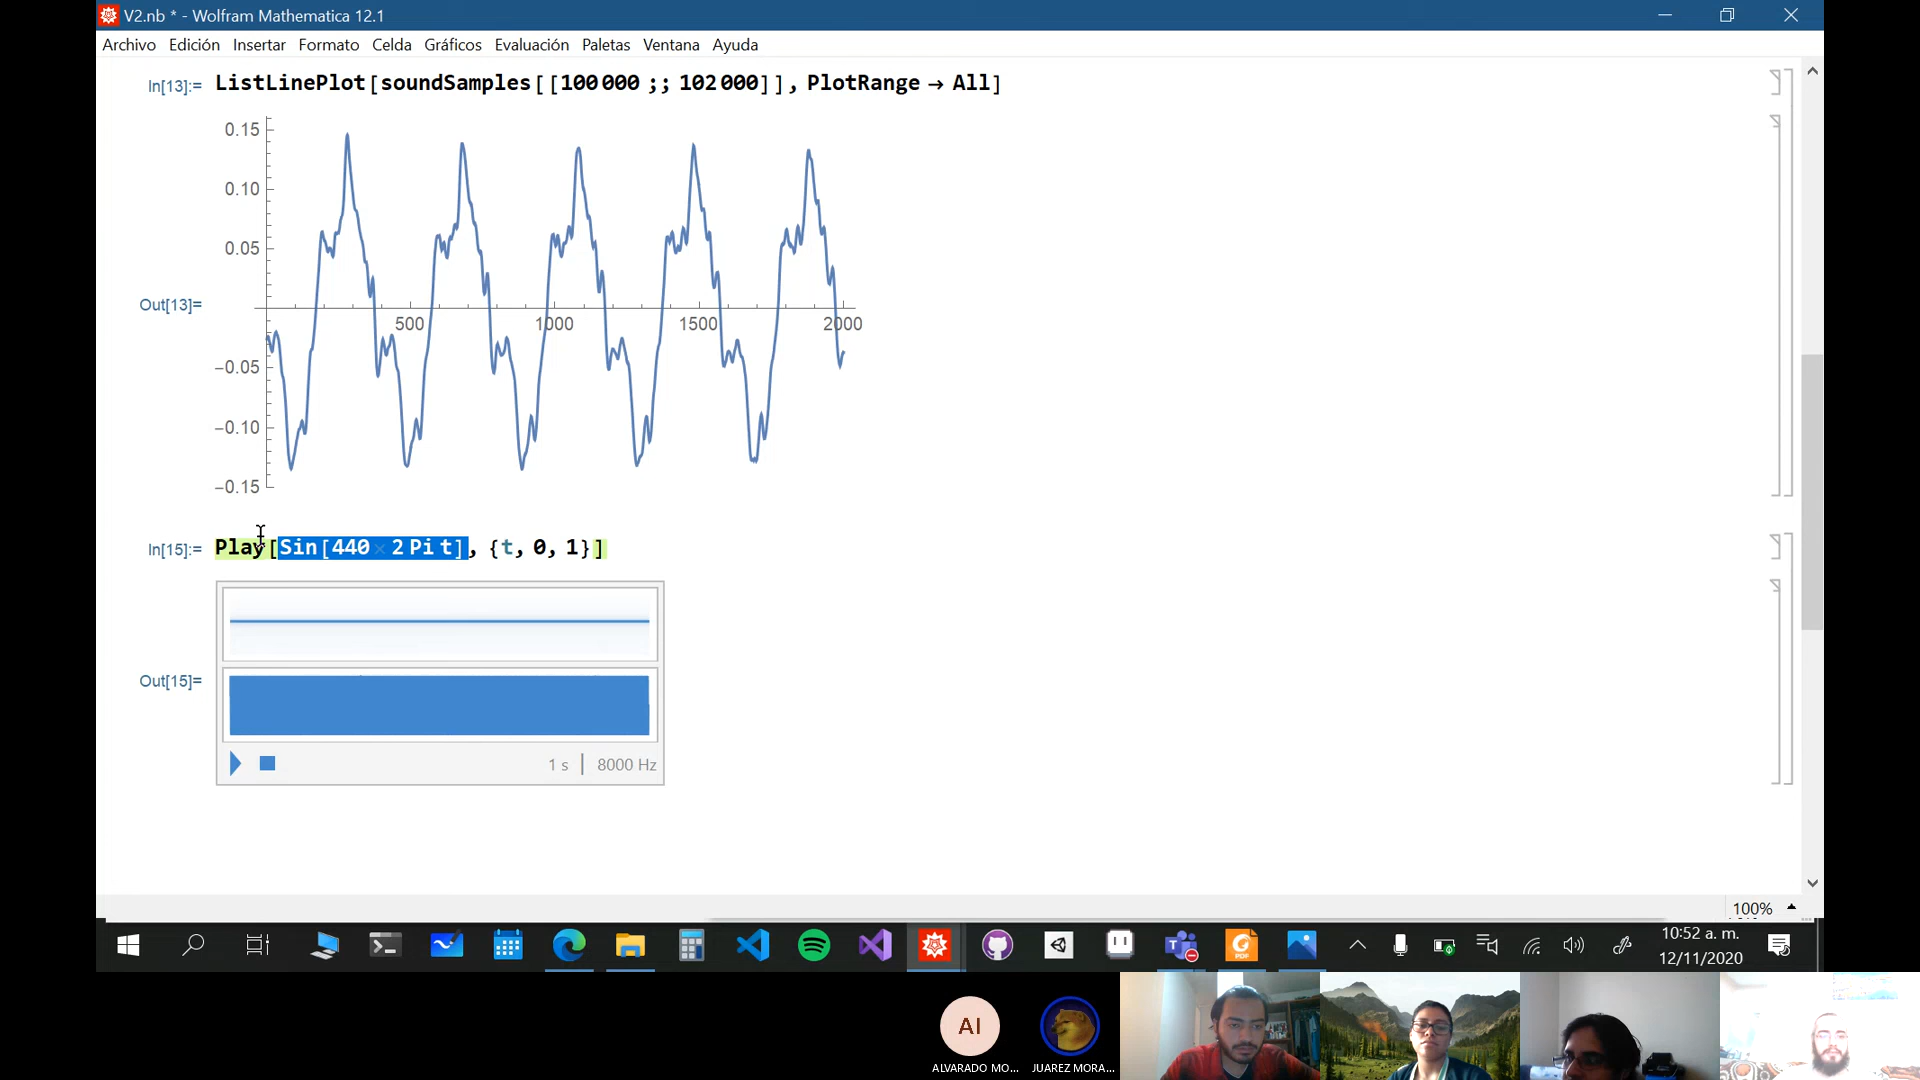 V2.nb * - Wolfram Mathematica 12.1
Archivo Edición Insertar Formato Celda Gráficos Evaluación Paletas Ventana Ayuda
In[13]:= ListLinePlot[soundSamples[[100000 ;; 102000]], PlotRange → All]
0.15
0.10
0.05
Out[13]=
500 1000 1500 2000
-0.05
-0.10
-0.15
In[15]:= Play[Sin[440 × 2 Pi t], {t, 0, 1}]
Out[15]=
1 s | 8000 Hz
100%
10:52 a. m.
12/11/2020
AI
ALVARADO MO... JUAREZ MORA...